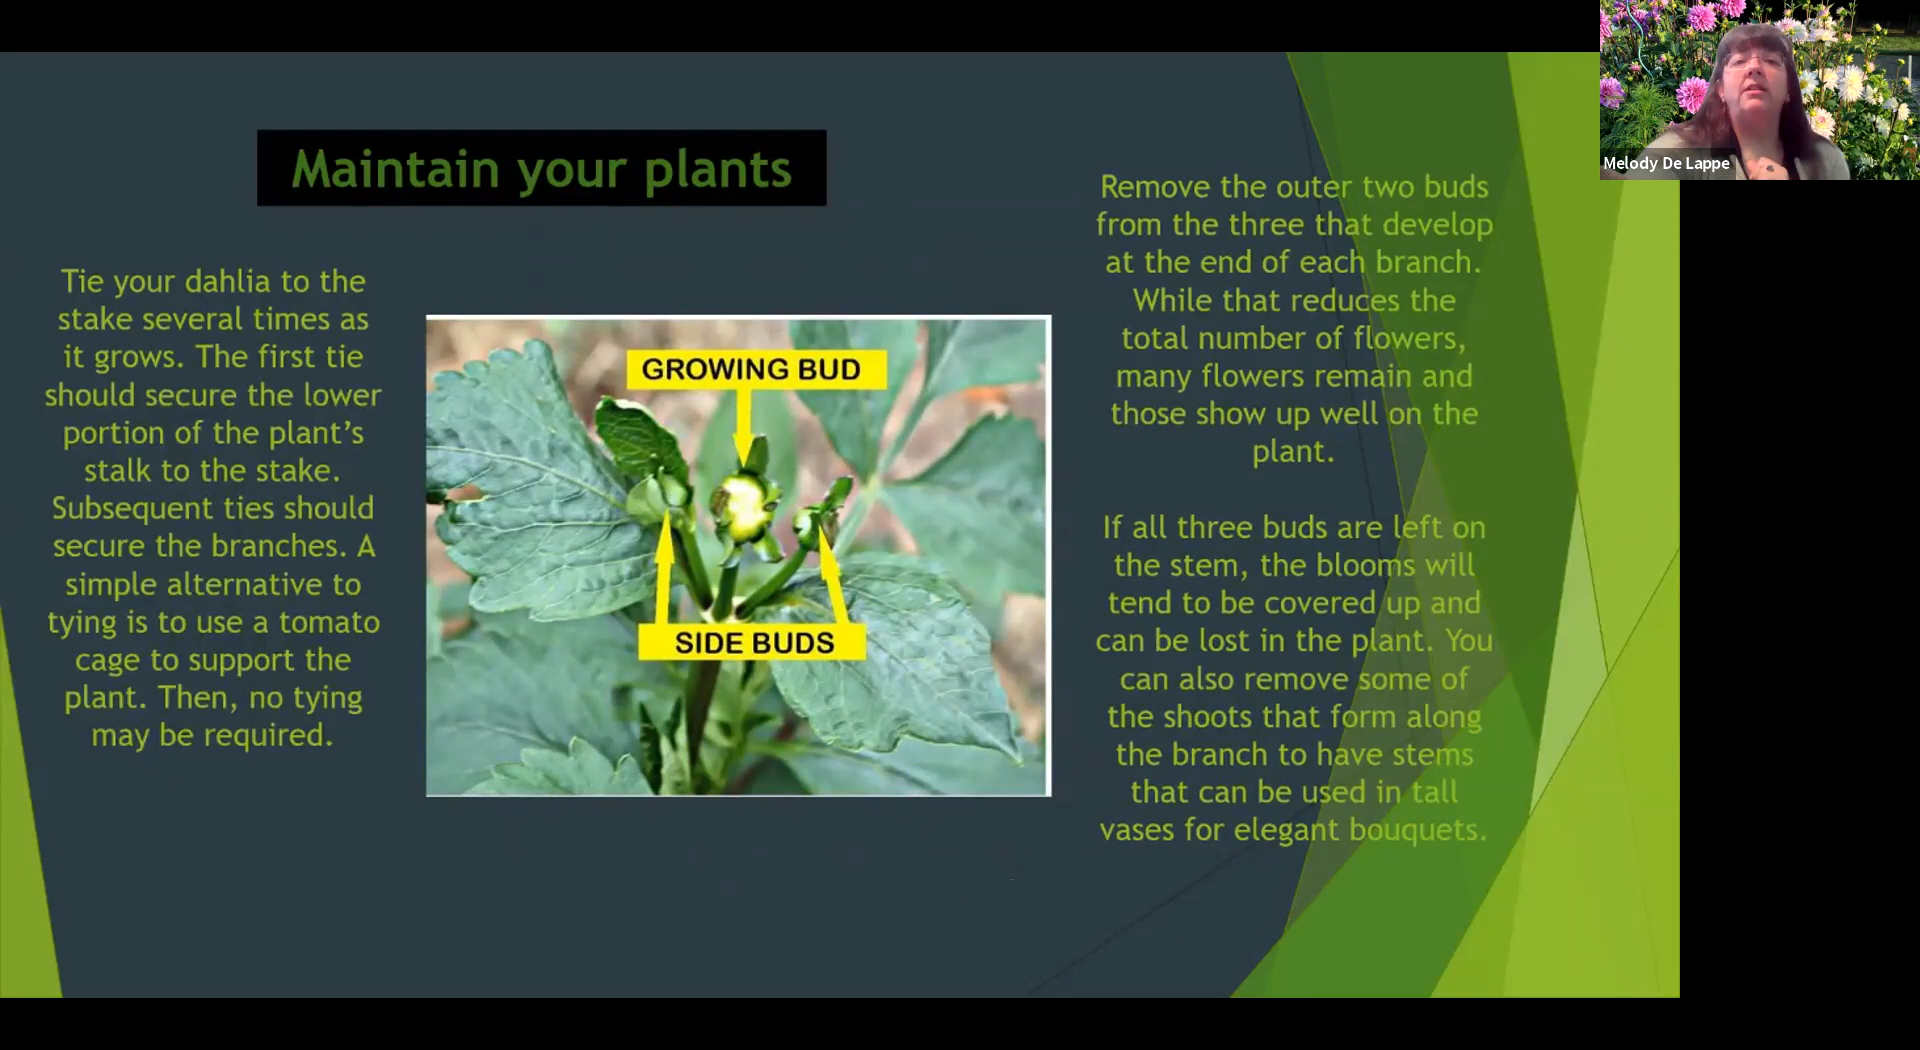 Maintain your plants
Tie your dahlia to the
stake several times as
it grows. The first tie
should secure the lower
portion of the plant’s
stalk to the stake.
Subsequent ties should
secure the branches. A
simple alternative to
tying is to use a tomato
cage to support the
plant. Then, no tying
may be required.
GROWING BUD
SIDE BUDS
Remove the outer two buds
from the three that develop
at the end of each branch.
While that reduces the
total number of flowers,
many flowers remain and
those show up well on the
plant.
If all three buds are left on
the stem, the blooms will
tend to be covered up and
can be lost in the plant. You
can also remove some of
the shoots that form along
the branch to have stems
that can be used in tall
vases for elegant bouquets.
Melody De Lappe